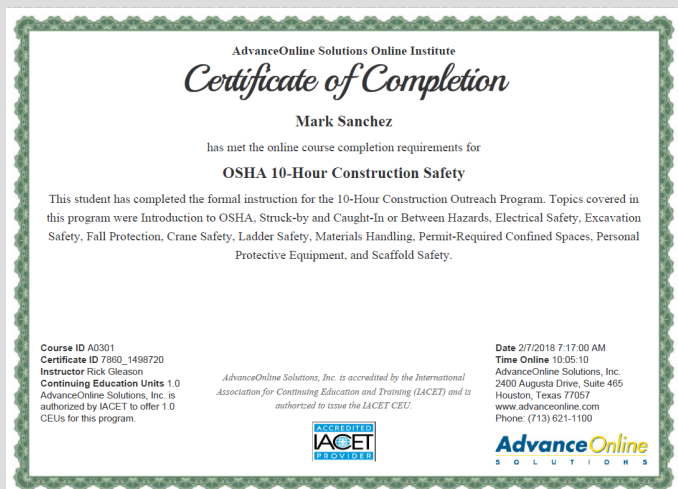 AdvanceOnline Solutions Online Institute
Certificate of Completion
Mark Sanchez
has met the online course completion requirements for
OSHA 10-Hour Construction Safety
This student has completed the formal instruction for the 10-Hour Construction Outreach Program. Topics covered in
this program were Introduction to OSHA, Struck-by and Caught-In or Between Hazards, Electrical Safety, Excavation
Safety, Fall Protection, Crane Safety, Ladder Safety, Materials Handling, Permit-Required Confined Spaces, Personal
Protective Equipment, and Scaffold Safety.
Course ID A0301
Certificate ID 7860_1498720
Instructor Rick Gleason
Continuing Education Units 1.0
AdvanceOnline Solutions, Inc. is
authorized by IACET to offer 1.0
CEUs for this program.
AdvanceOnline Solutions, Inc. is accredited by the International
Association for Continuing Education and Training (IACET) and is
authorized to issue the IACET CEU.
ACCREDITED
IACET
PROVIDER
Date 2/7/2018 7:17:00 AM
Time Online 10:05:10
AdvanceOnline Solutions, Inc.
2400 Augusta Drive, Suite 465
Houston, Texas 77057
www.advanceonline.com
Phone: (713) 621-1100
AdvanceOnline
SOLUTIONS